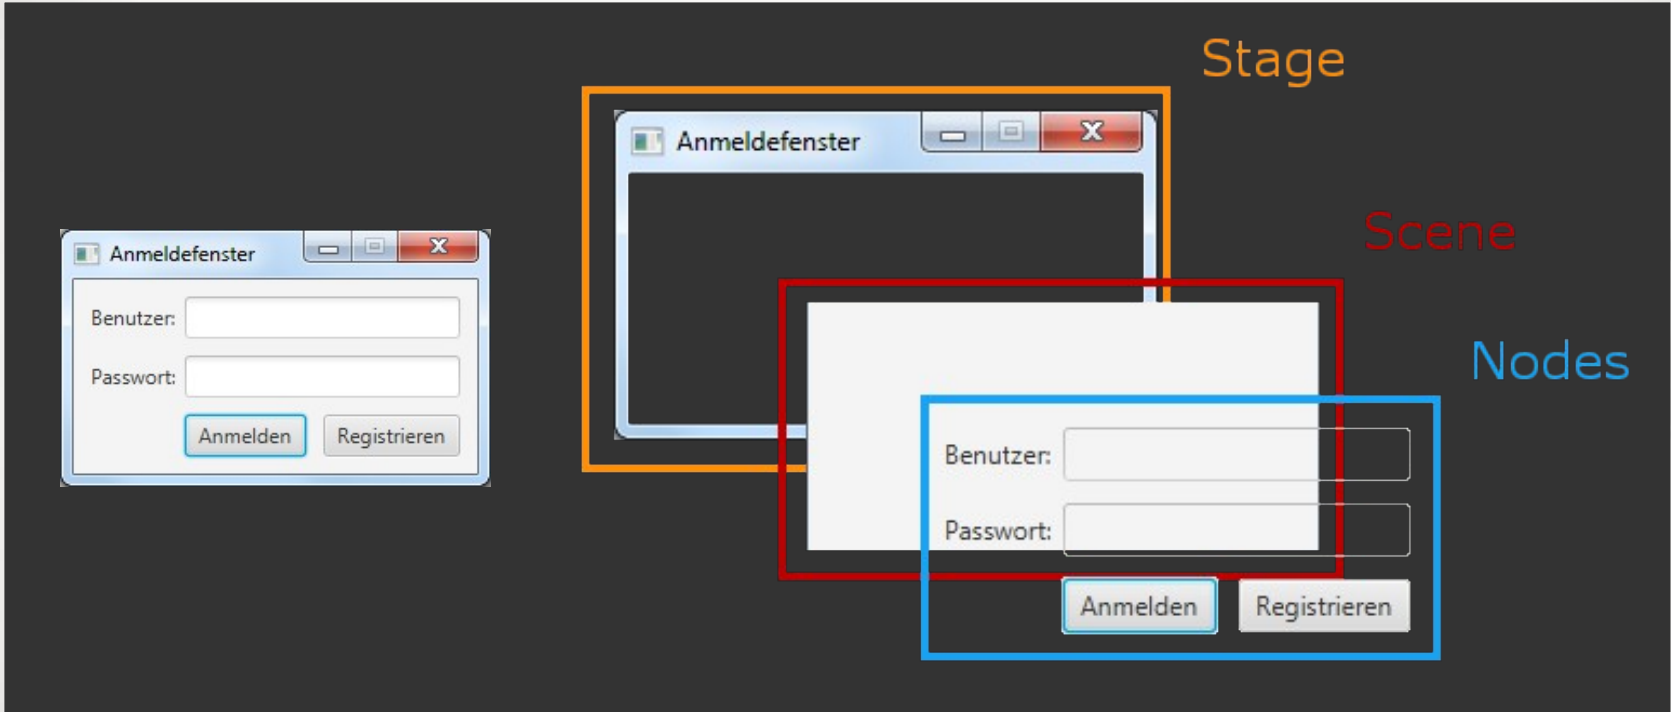 Stage
Anmeldefenster
Scene
Anmeldefenster
Benutzer:
Nodes
Passwort:
Anmelden Registrieren
Benutzer:
Passwort:
Anmelden Registrieren